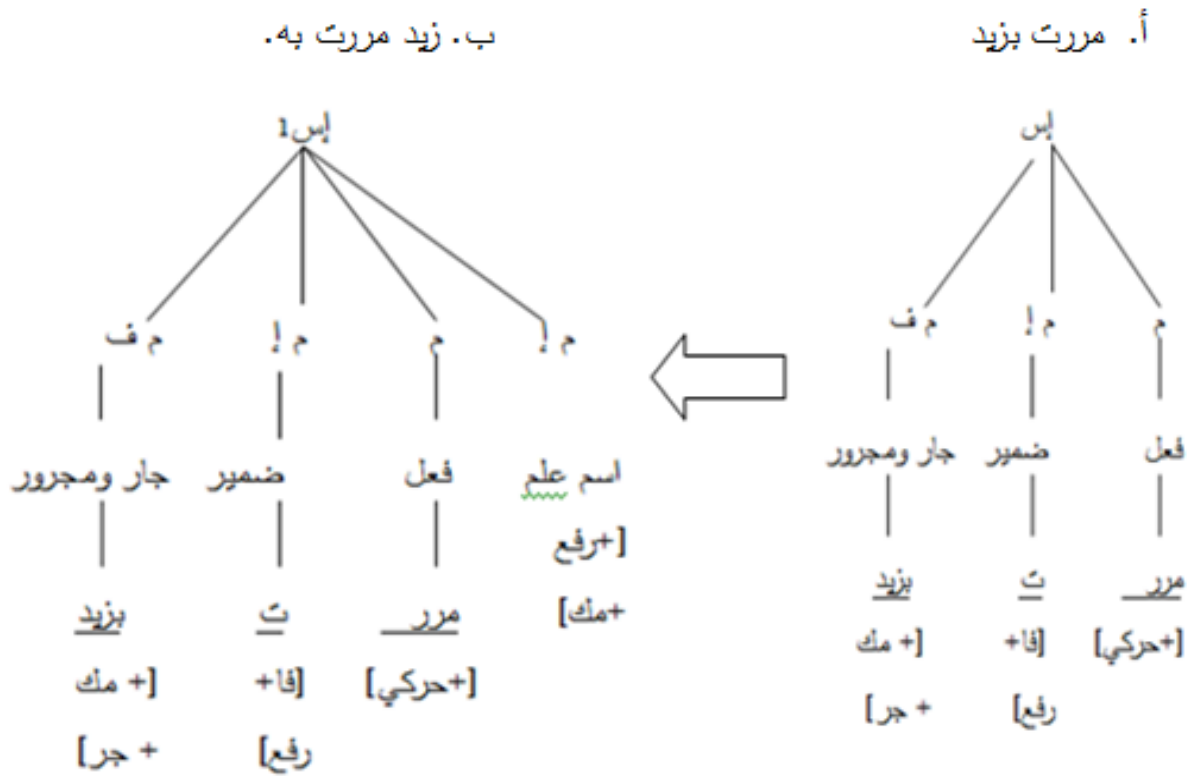 أ. مررت بزيد
إس
م م إ م ف
فعل ضمير جار ومجرور
مرر ت بزيد
[+حركي] [فا+ [+ مك
رفع] + جر]
ب. زيد مررت به.
إس1
م إ م م إ م ف
اسم علم فعل ضمير جار ومجرور
[+رفع
+مك] مرر ت بزيد
[+حركي] [فا+ [+ مك
رفع] + جر]